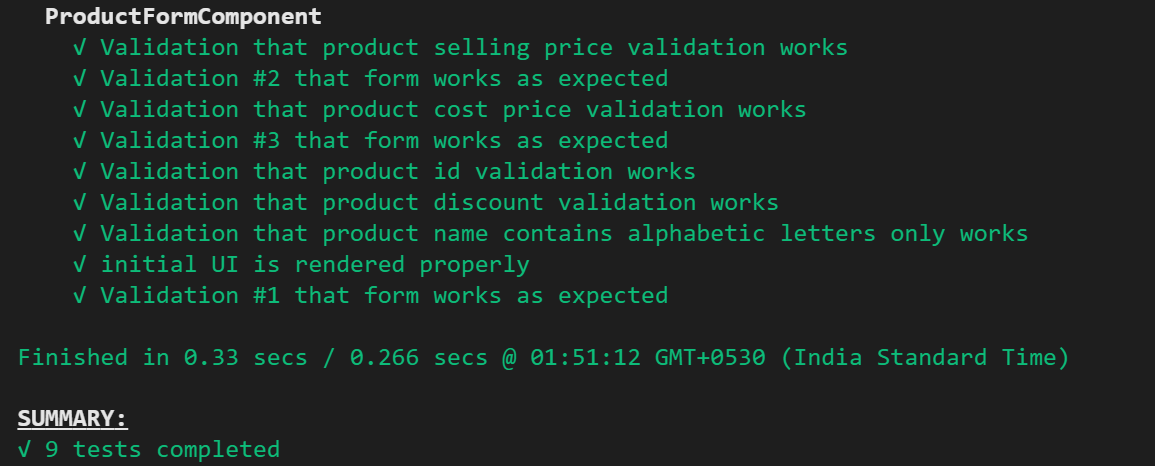 ProductFormComponent
√ Validation that product selling price validation works
√ Validation #2 that form works as expected
√ Validation that product cost price validation works
√ Validation #3 that form works as expected
√ Validation that product id validation works
√ Validation that product discount validation works
√ Validation that product name contains alphabetic letters only works
√ initial UI is rendered properly
√ Validation #1 that form works as expected
Finished in 0.33 secs / 0.266 secs @ 01:51:12 GMT+0530 (India Standard Time)
SUMMARY:
√ 9 tests completed